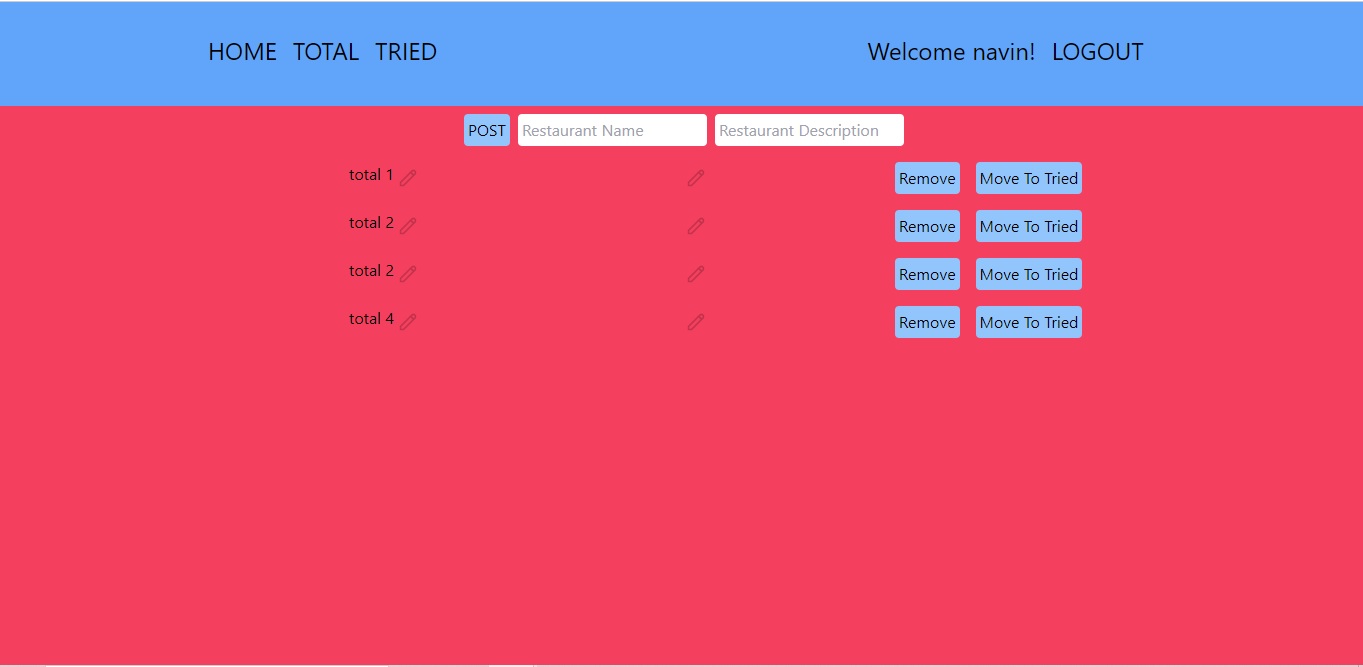 HOME TOTAL TRIED Welcome navin! LOGOUT
POST Restaurant Name Restaurant Description
total 1 Remove Move To Tried
total 2 Remove Move To Tried
total 2 Remove Move To Tried
total 4 Remove Move To Tried